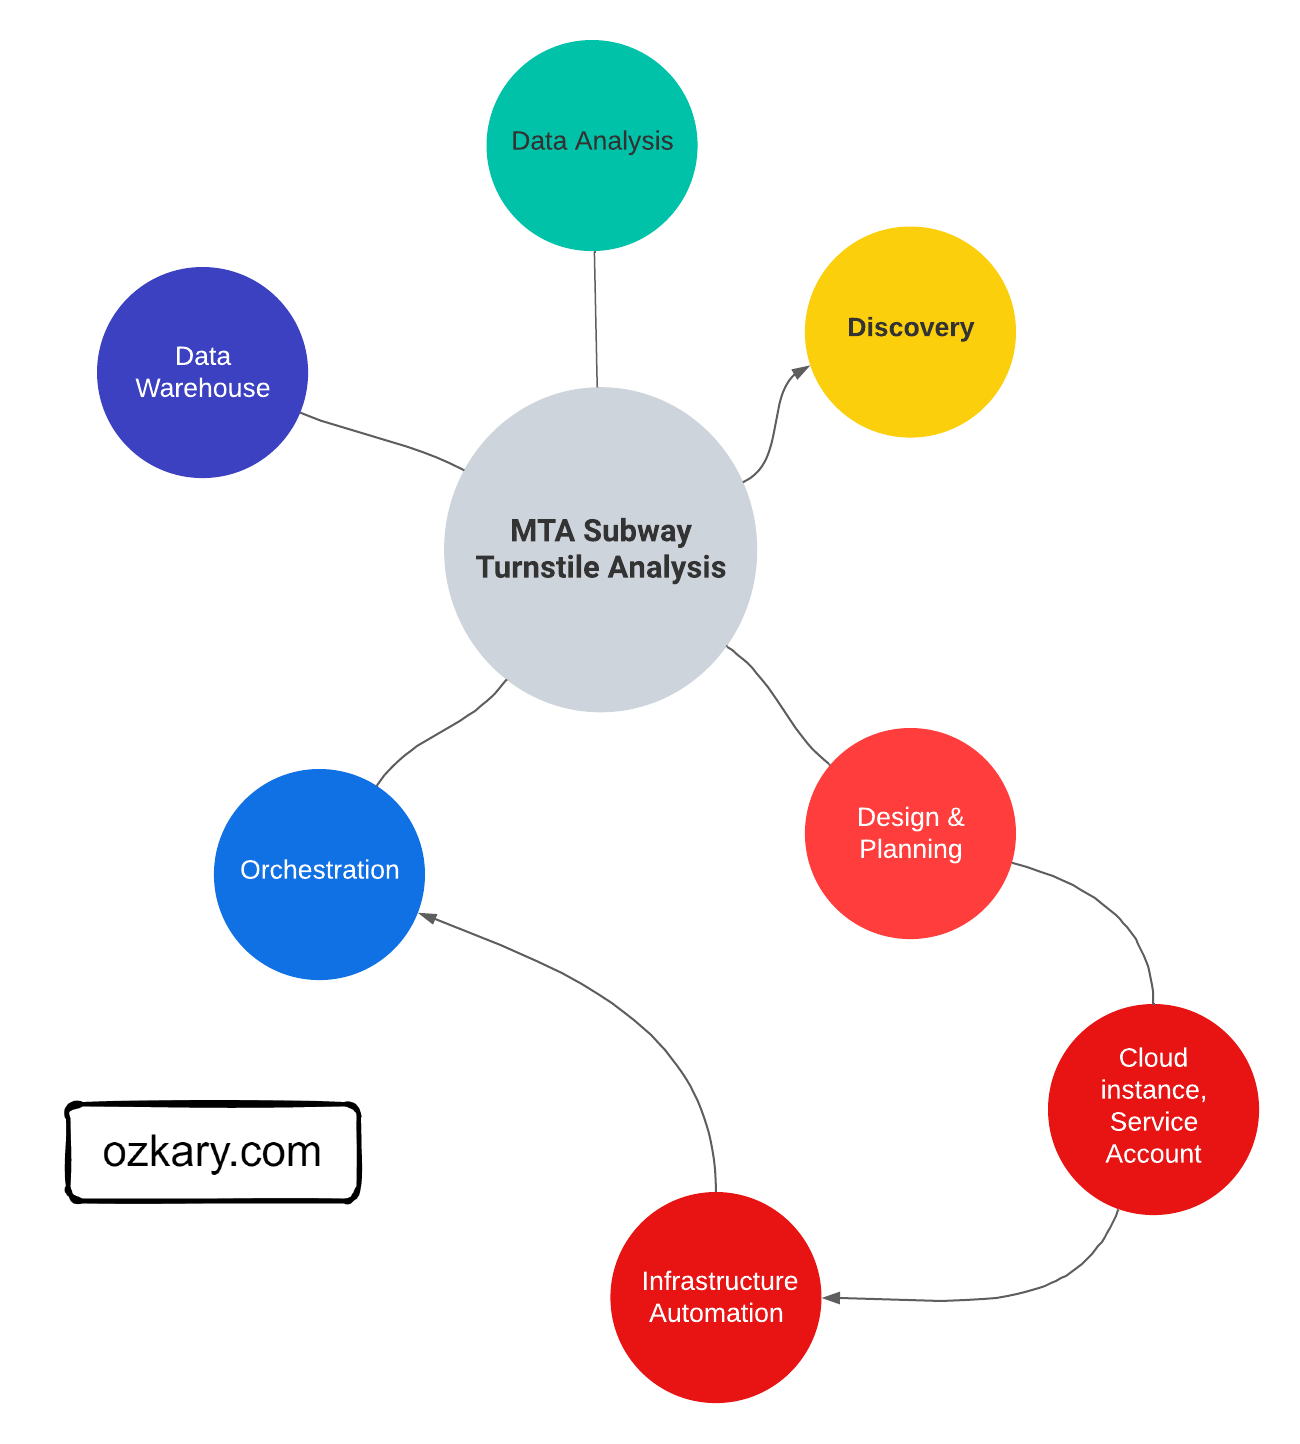 Data Analysis
Discovery
Data
Warehouse
MTA Subway
Turnstile Analysis
Design &
Planning
Orchestration
Cloud
instance,
Service
Account
ozkary.com
Infrastructure
Automation